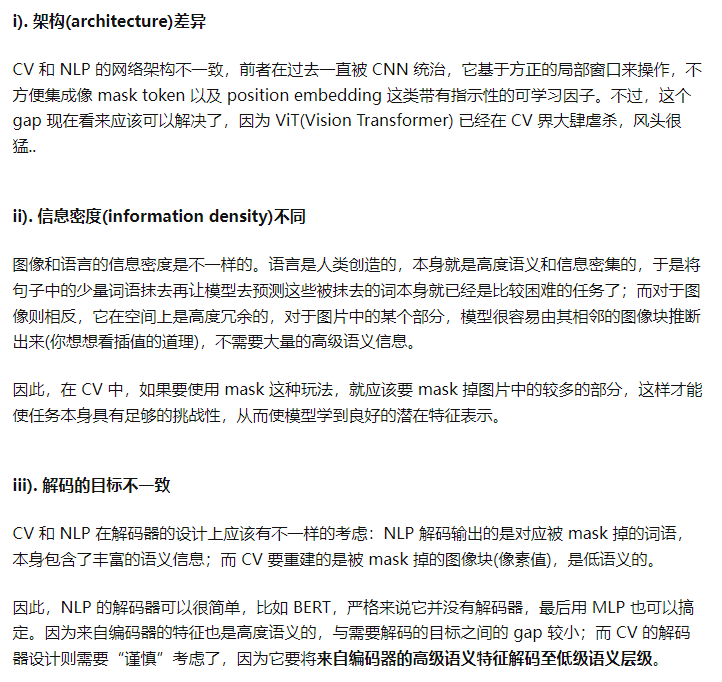 i). 架构(architecture)差异
CV 和 NLP 的网络架构不一致，前者在过去一直被 CNN 统治，它基于方正的局部窗口来操作，不
方便集成像 mask token 以及 position embedding 这类带有指示性的可学习因子。不过，这个
gap 现在看来应该可以解决了，因为 ViT(Vision Transformer) 已经在 CV 界大肆虐杀，风头很
猛..
ii). 信息密度(information density)不同
图像和语言的信息密度是不一样的。语言是人类创造的，本身就是高度语义和信息密集的，于是将
句子中的少量词语抹去再让模型去预测这些被抹去的词本身就已经是比较困难的任务了；而对于图
像则相反，它在空间上是高度冗余的，对于图片中的某个部分，模型很容易由其相邻的图像块推断
出来(你想想看插值的道理)，不需要大量的高级语义信息。
因此，在 CV 中，如果要使用 mask 这种玩法，就应该要 mask 掉图片中的较多的部分，这样才能
使任务本身具有足够的挑战性，从而使模型学到良好的潜在特征表示。
iii). 解码的目标不一致
CV 和 NLP 在解码器的设计上应该有不一样的考虑：NLP 解码输出的是对应被 mask 掉的词语，
本身包含了丰富的语义信息；而 CV 要重建的是被 mask 掉的图像块(像素值)，是低语义的。
因此，NLP 的解码器可以很简单，比如 BERT，严格来说它并没有解码器，最后用 MLP 也可以搞
定。因为来自编码器的特征也是高度语义的，与需要解码的目标之间的 gap 较小；而 CV 的解码
器设计则需要“谨慎”考虑了，因为它要将来自编码器的高级语义特征解码至低级语义层级。